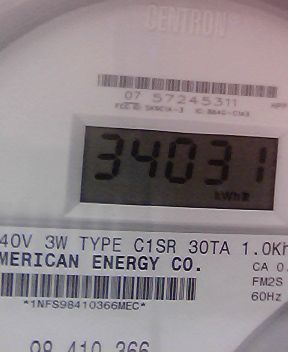 CENTRON
07 57245311
34031
kWh
40V 3W TYPE C1SR 30TA 1.0Kh
MERICAN ENERGY CO.
CA 0.
FM2S
60Hz
*1NFS98410366MEC*
98 410 366